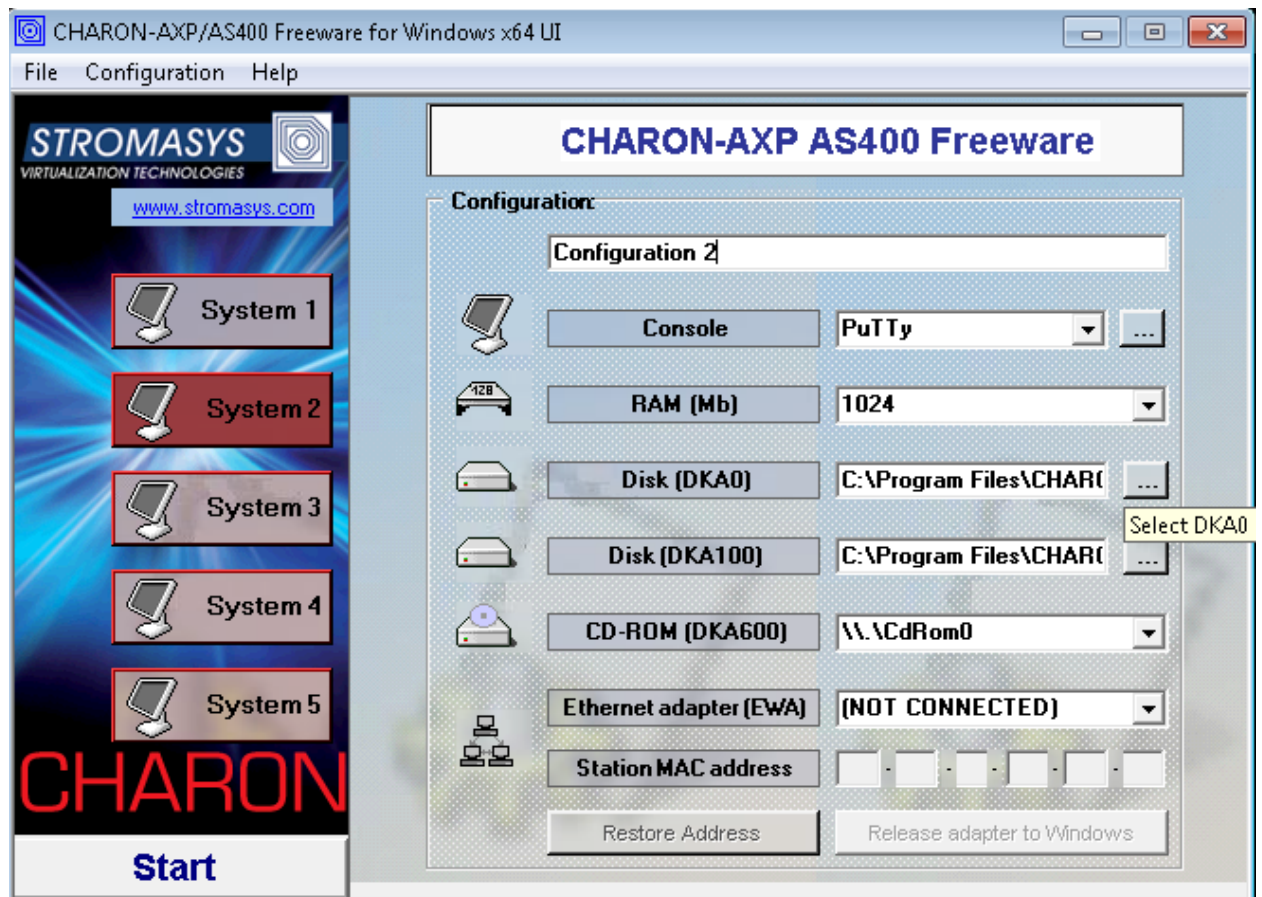 CHARON-AXP/AS400 Freeware for Windows x64 UI
File Configuration Help
STROMASYS
VIRTUALIZATION TECHNOLOGIES
www.stromasys.com
System 1
System 2
System 3
System 4
System 5
CHARON
Start
CHARON-AXP AS400 Freeware
Configuration:
Configuration 2
Console PuTTy ...
128
RAM (Mb) 1024
Disk (DKA0) C:\Program Files\CHAR ...
Select DKA0
Disk (DKA100) C:\Program Files\CHAR ...
CD-ROM (DKA600) \\.\CdRom0
Ethernet adapter (EWA) (NOT CONNECTED)
Station MAC address - - - - -
Restore Address Release adapter to Windows